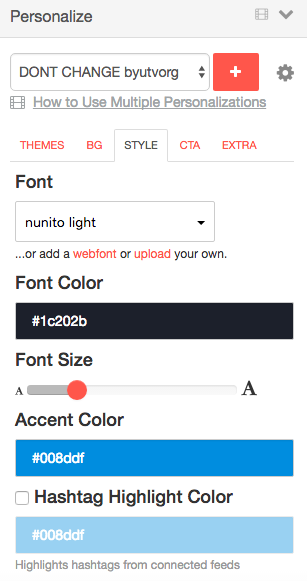 Personalize
DONT CHANGE byutvorg
+
How to Use Multiple Personalizations
THEMES BG STYLE CTA EXTRA
Font
nunito light
...or add a webfont or upload your own.
Font Color
#1c202b
Font Size
A A
Accent Color
#008ddf
Hashtag Highlight Color
#008ddf
Highlights hashtags from connected feeds